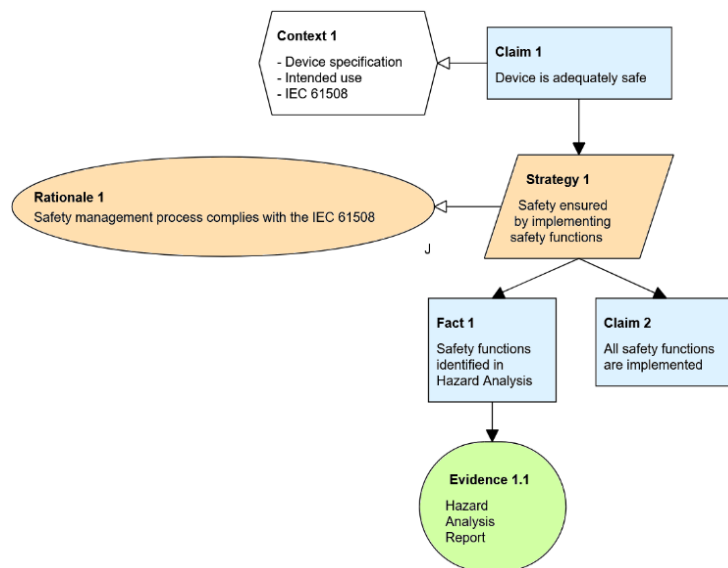 Context 1
- Device specification
- Intended use
- IEC 61508
Claim 1
Device is adequately safe
Rationale 1
Safety management process complies with the IEC 61508
J
Strategy 1
Safety ensured
by implementing
safety functions
Fact 1
Safety functions
identified in
Hazard Analysis
Claim 2
All safety functions
are implemented
Evidence 1.1
Hazard
Analysis
Report